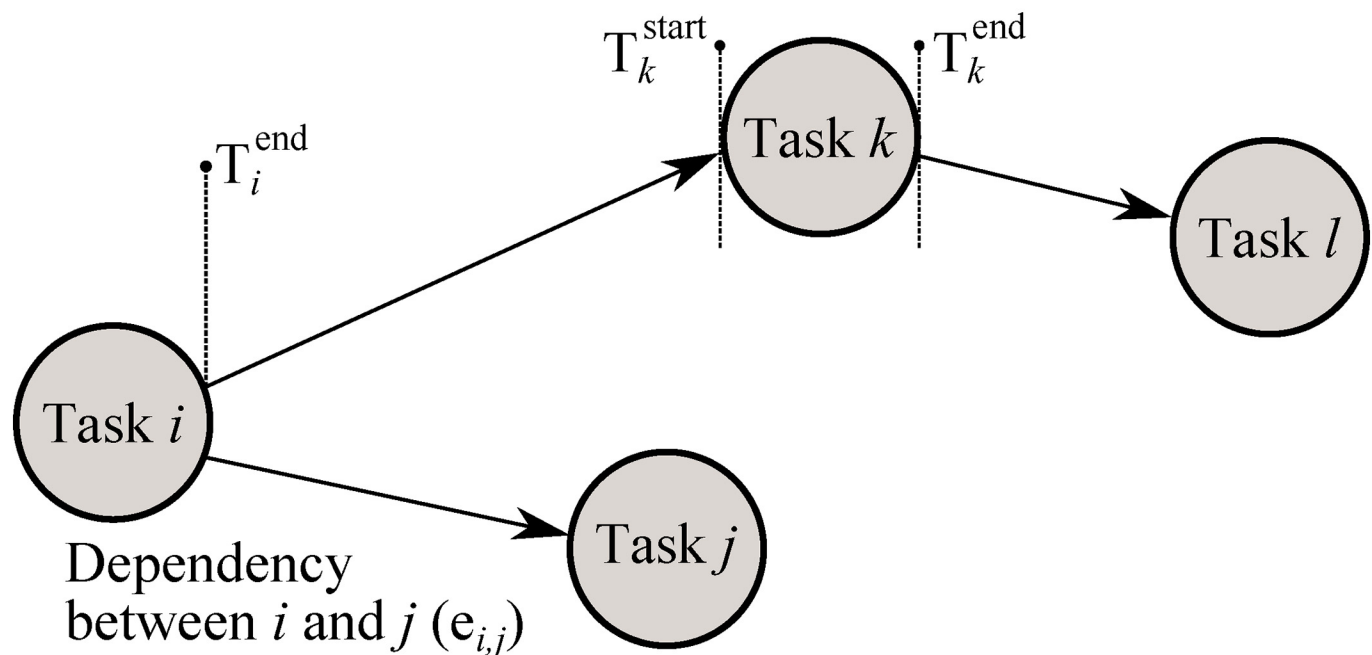 T_k^start
T_k^end
T_i^end
Task k
Task l
Task i
Task j
Dependency
between i and j (e_i,j)